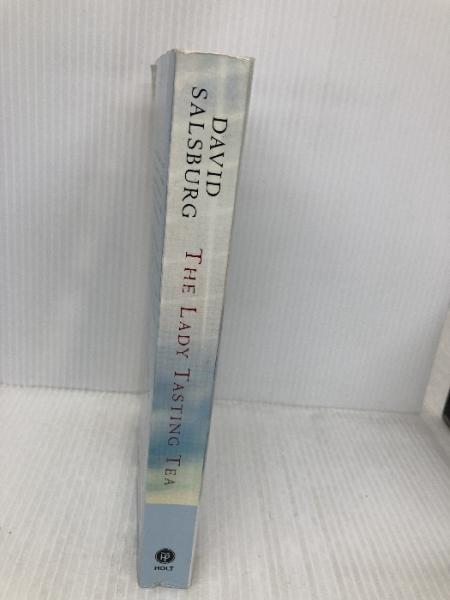 DAVID
SALSBURG
THE LADY TASTING TEA
HOLT